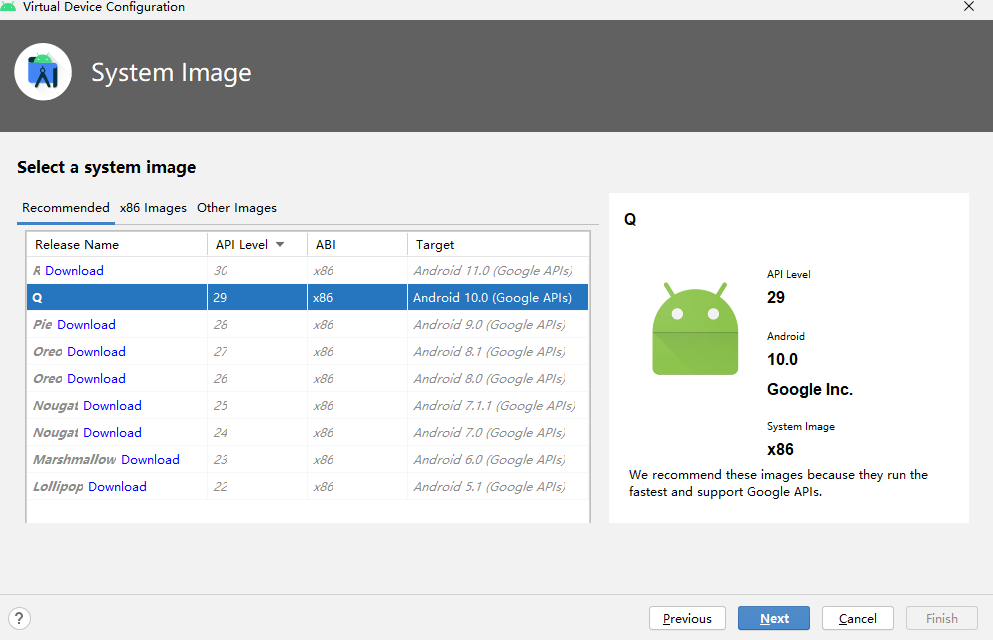 Virtual Device Configuration
System Image
Select a system image
Recommended x86 Images Other Images
Release Name API Level ABI Target
R Download 30 x86 Android 11.0 (Google APIs)
Q 29 x86 Android 10.0 (Google APIs)
Pie Download 28 x86 Android 9.0 (Google APIs)
Oreo Download 27 x86 Android 8.1 (Google APIs)
Oreo Download 26 x86 Android 8.0 (Google APIs)
Nougat Download 25 x86 Android 7.1.1 (Google APIs)
Nougat Download 24 x86 Android 7.0 (Google APIs)
Marshmallow Download 23 x86 Android 6.0 (Google APIs)
Lollipop Download 22 x86 Android 5.1 (Google APIs)
Q
API Level
29
Android
10.0
Google Inc.
System Image
x86
We recommend these images because they run the
fastest and support Google APIs.
? Previous Next Cancel Finish